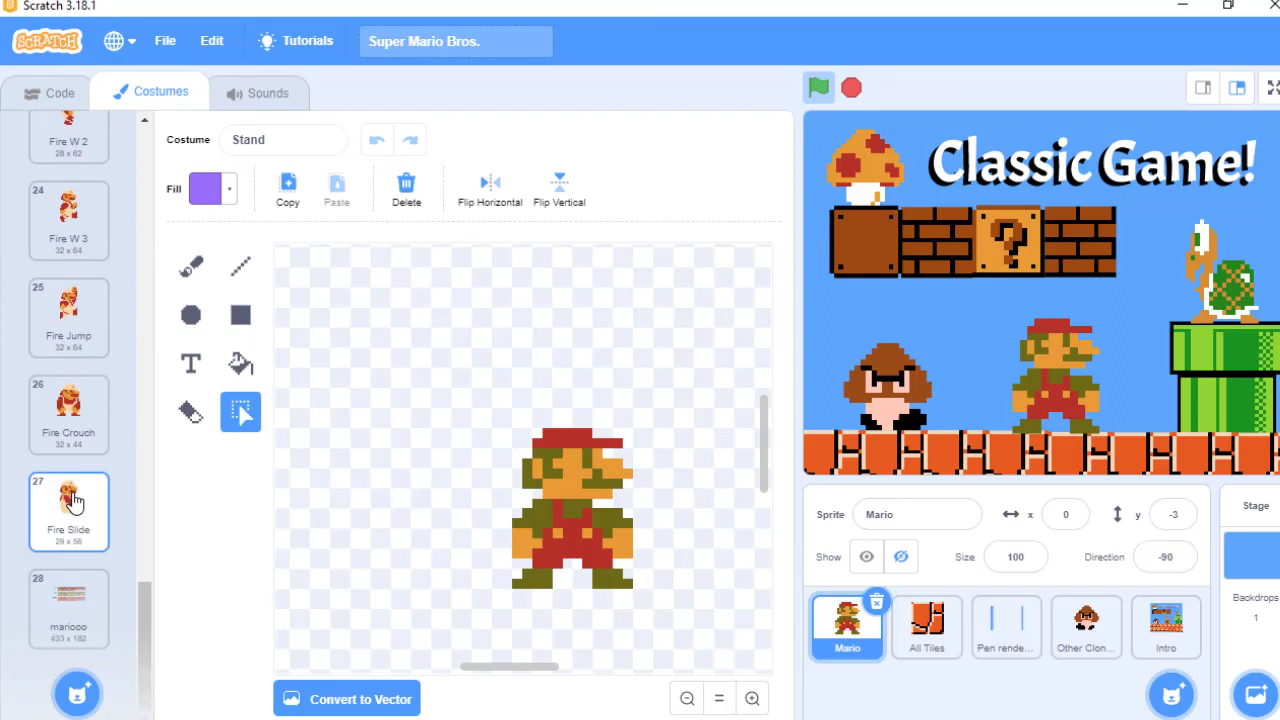 Scratch 3.18.1
SCRATCH
File
Edit
Tutorials
Super Mario Bros.
Code
Costumes
Sounds
Costume
Stand
Fill
Copy
Paste
Delete
Flip Horizontal
Flip Vertical
Fire W 2
28 x 62
24
Fire W 3
32 x 64
25
Fire Jump
32 x 64
26
Fire Crouch
32 x 44
27
Fire Slide
29 x 56
28
mariooo
433 x 182
T
Convert to Vector
Classic Game!
?
Sprite
Mario
x
0
y
-3
Show
Size
100
Direction
-90
Mario
All Tiles
Pen rende...
Other Clon...
Intro
Stage
Backdrops
1